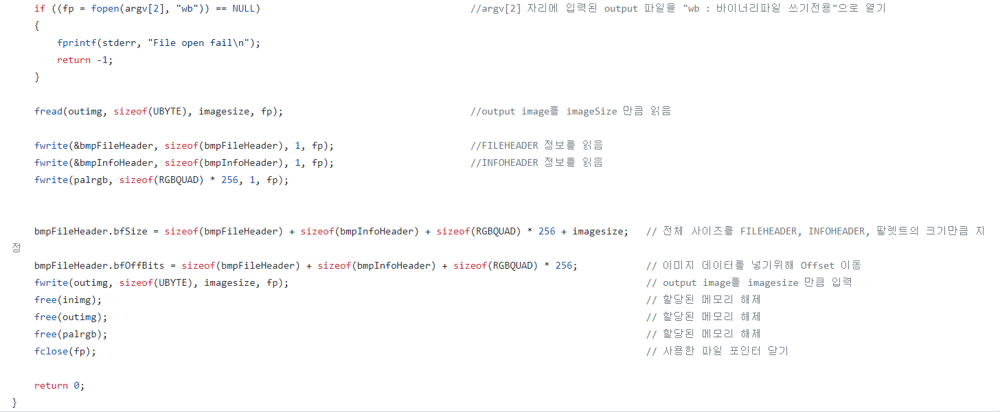 if ((fp = fopen(argv[2], "wb")) == NULL) //argv[2] 자리에 입력된 output 파일을 "wb : 바이너리파일 쓰기전용"으로 열기
{
fprintf(stderr, "File open fail\n");
return -1;
}
fread(outimg, sizeof(UBYTE), imagesize, fp); //output image를 imageSize 만큼 읽음
fwrite(&bmpFileHeader, sizeof(bmpFileHeader), 1, fp); //FILEHEADER 정보를 읽음
fwrite(&bmpInfoHeader, sizeof(bmpInfoHeader), 1, fp); //INFOHEADER 정보를 읽음
fwrite(palrgb, sizeof(RGBQUAD) * 256, 1, fp);
bmpFileHeader.bfSize = sizeof(bmpFileHeader) + sizeof(bmpInfoHeader) + sizeof(RGBQUAD) * 256 + imagesize; // 전체 사이즈를 FILEHEADER, INFOHEADER, 팔렛트의 크기만큼 지
정
bmpFileHeader.bfOffBits = sizeof(bmpFileHeader) + sizeof(bmpInfoHeader) + sizeof(RGBQUAD) * 256; // 이미지 데이터를 넣기위해 Offset 이동
fwrite(outimg, sizeof(UBYTE), imagesize, fp); // output image를 imagesize 만큼 입력
free(inimg); // 할당된 메모리 해제
free(outimg); // 할당된 메모리 해제
free(palrgb); // 할당된 메모리 해제
fclose(fp); // 사용한 파일 포인터 닫기
return 0;
}